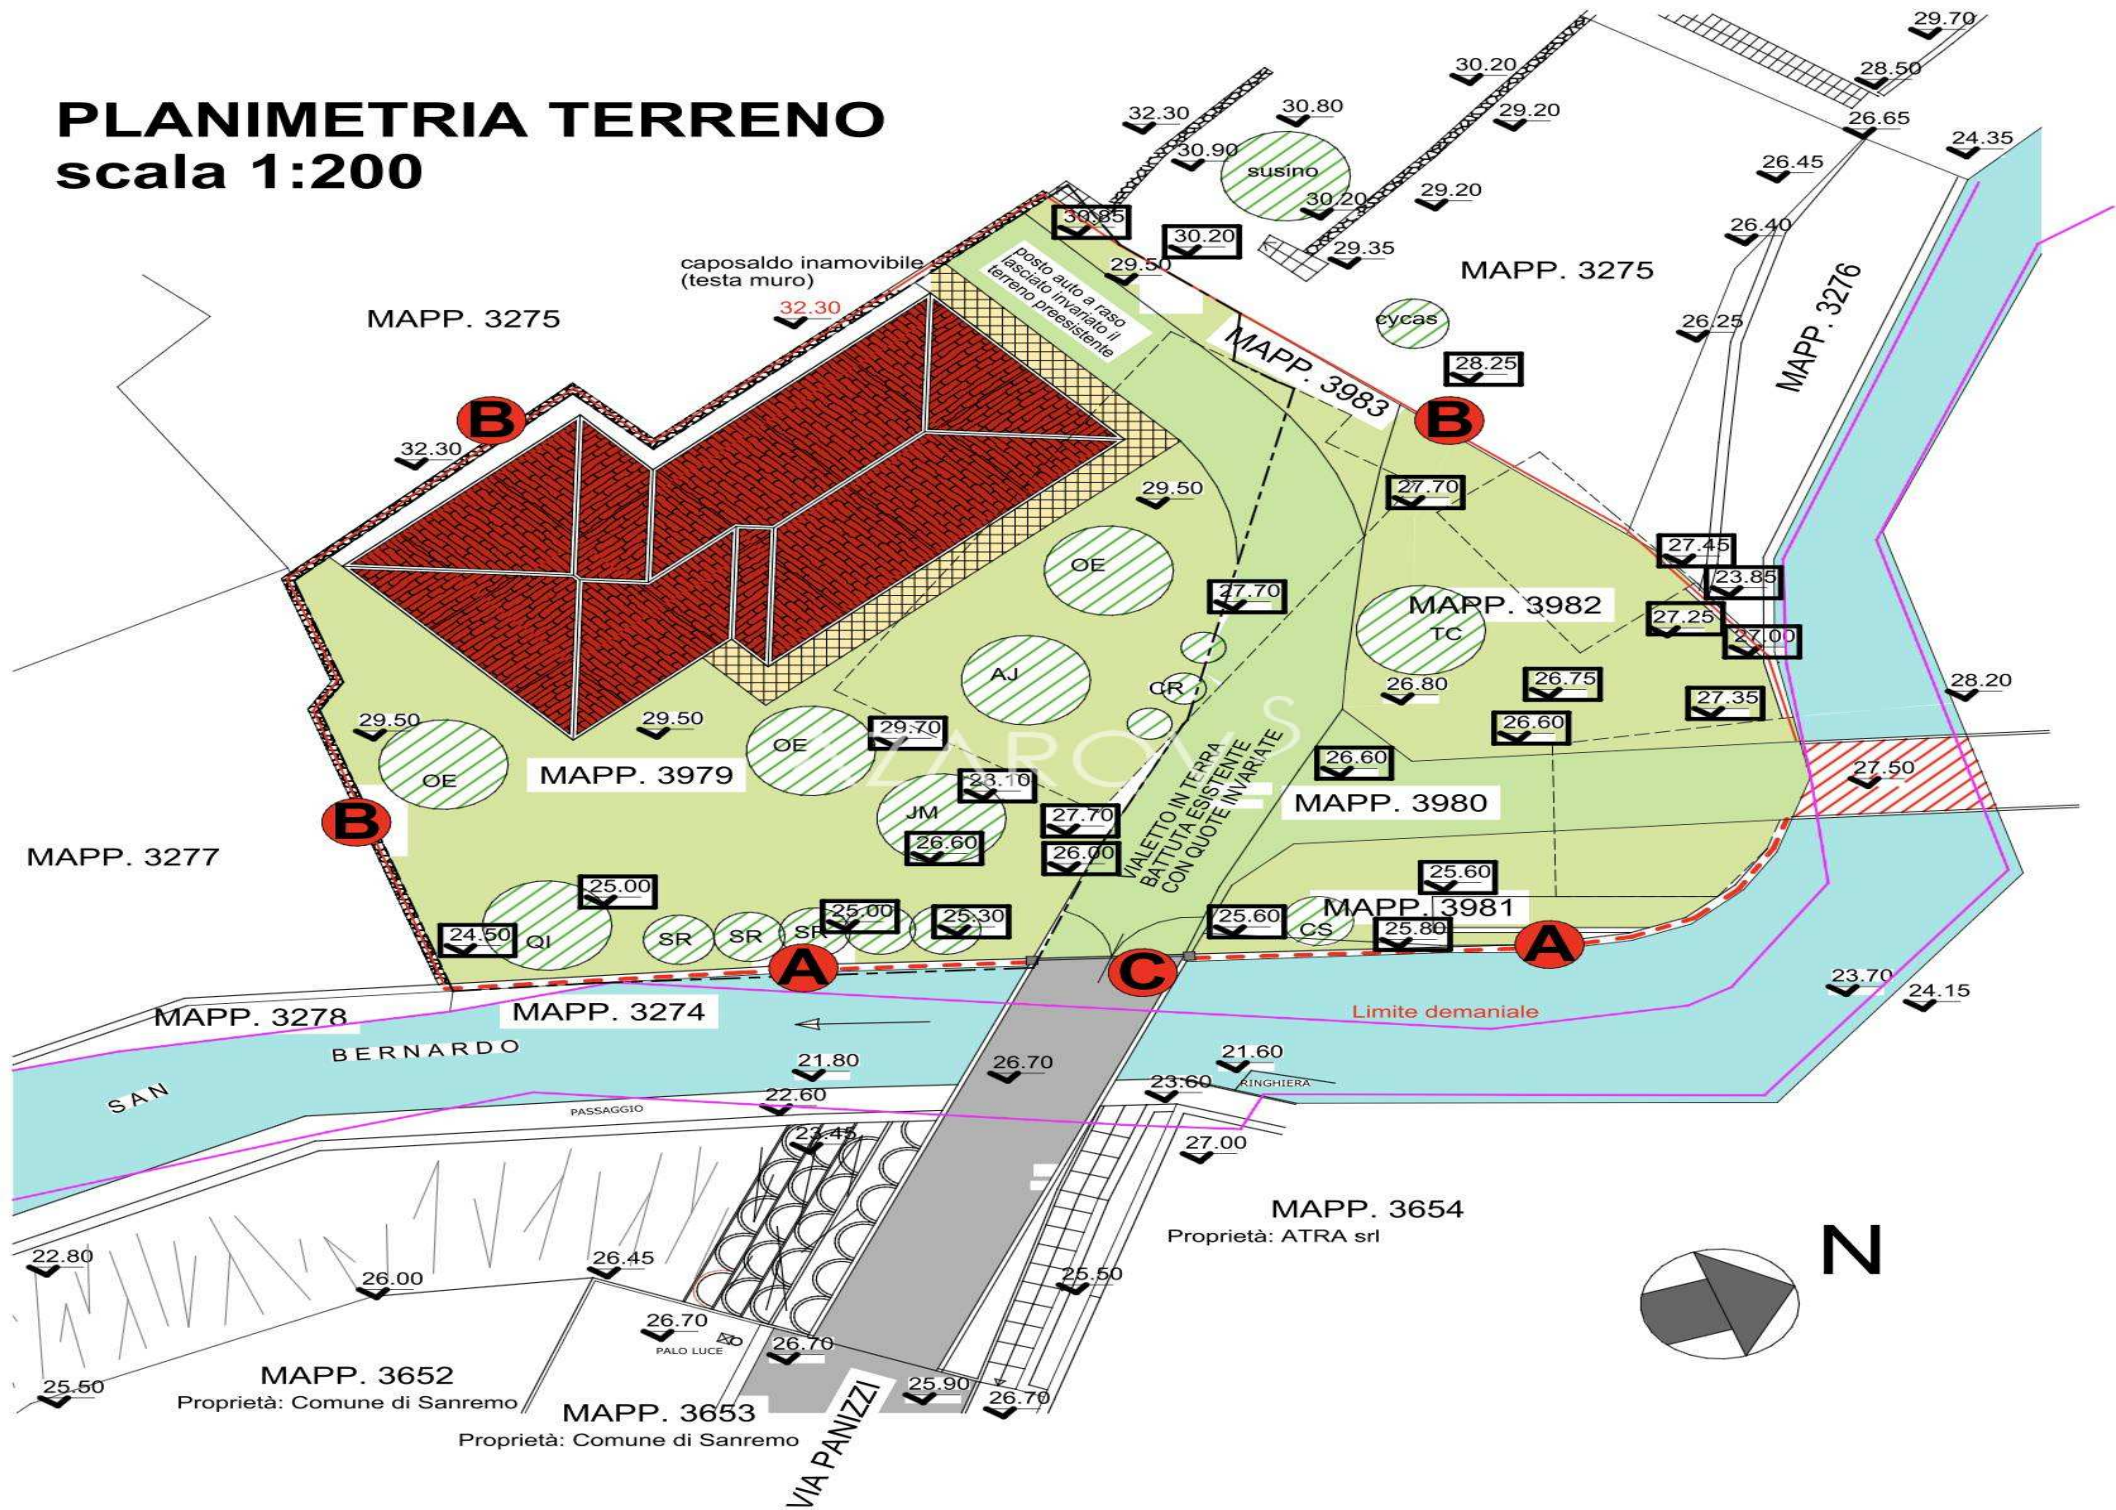 PLANIMETRIA TERRENO
scala 1:200
29.70
28.50
26.65
24.35
30.20
29.20
30.80
32.30
30.90
susino
30.20
29.20
26.45
26.40
30.85
30.20
29.35
29.50
MAPP. 3275
caposaldo inamovibile
(testa muro)
32.30
posto auto a raso
lasciato invariato il
terreno preesistente
MAPP. 3275
cycas
26.25
MAPP. 3276
MAPP. 3983
28.25
B
B
32.30
27.70
29.50
27.45
23.85
OE
27.70
MAPP. 3982
27.25
TC
27.00
AJ
CR
26.80
26.75
27.35
28.20
29.50
29.50
29.70
OE
26.60
OE
MAPP. 3979
28.10
26.60
27.50
JM
MAPP. 3980
27.70
B
26.60
26.00
VIALETTO IN TERRA
BATTUTA ESISTENTE
CON QUOTE INVARIATE
MAPP. 3277
25.60
25.00
25.00
25.30
25.60
MAPP. 3981
24.50
QI
SR
SR
SR
CS
25.80
A
A
C
23.70
24.15
MAPP. 3278
MAPP. 3274
Limite demaniale
SAN
BERNARDO
21.80
26.70
21.60
22.60
23.60
RINGHIERA
PASSAGGIO
23.45
27.00
MAPP. 3654
Proprietà: ATRA srl
N
22.80
26.00
26.45
25.50
26.70
PALO LUCE
26.70
25.50
MAPP. 3652
Proprietà: Comune di Sanremo
25.90
26.70
MAPP. 3653
Proprietà: Comune di Sanremo
VIA PANIZZI